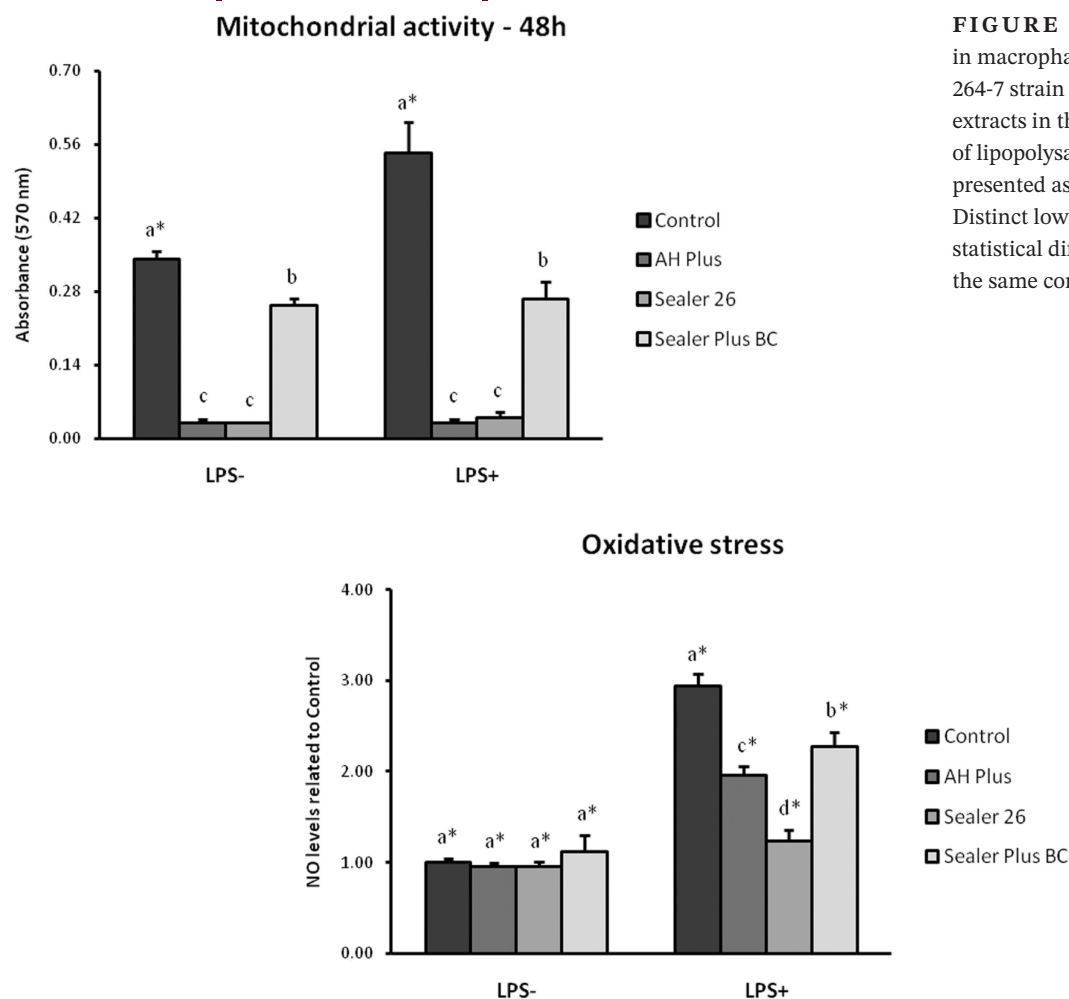 Mitochondrial activity - 48h
0.70
0.56
0.42
0.28
0.14
0.00
Absorbance (570 nm)
a*
c
c
b
a*
c
c
b
LPS-
LPS+
Control
AH Plus
Sealer 26
Sealer Plus BC
FIGURE
in macropha
264-7 strain
extracts in th
of lipopolysa
presented as
Distinct low
statistical di
the same co
Oxidative stress
4.00
3.00
2.00
1.00
0.00
NO levels related to Control
a*
a*
a*
a*
a*
c*
d*
b*
LPS-
LPS+
Control
AH Plus
Sealer 26
Sealer Plus BC